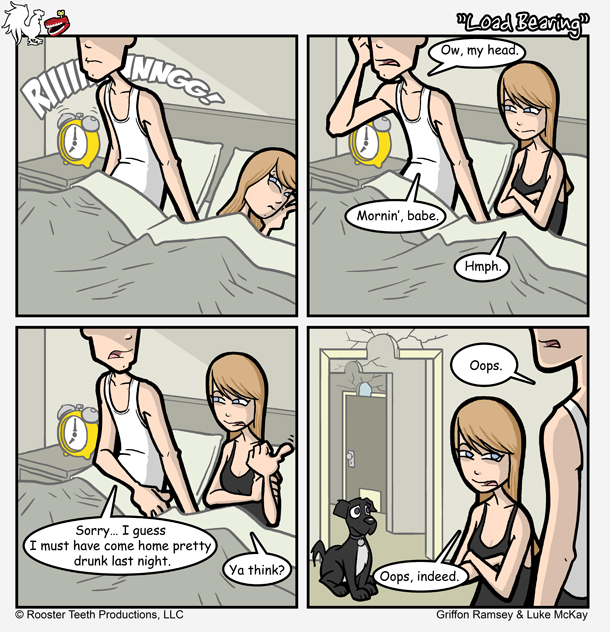 "Load Bearing"
RIIIIIINNNGG!
Ow, my head.
Mornin', babe.
Hmph.
Sorry... I guess
I must have come home pretty
drunk last night.
Ya think?
Oops.
Oops, indeed.
© Rooster Teeth Productions, LLC
Griffon Ramsey & Luke McKay